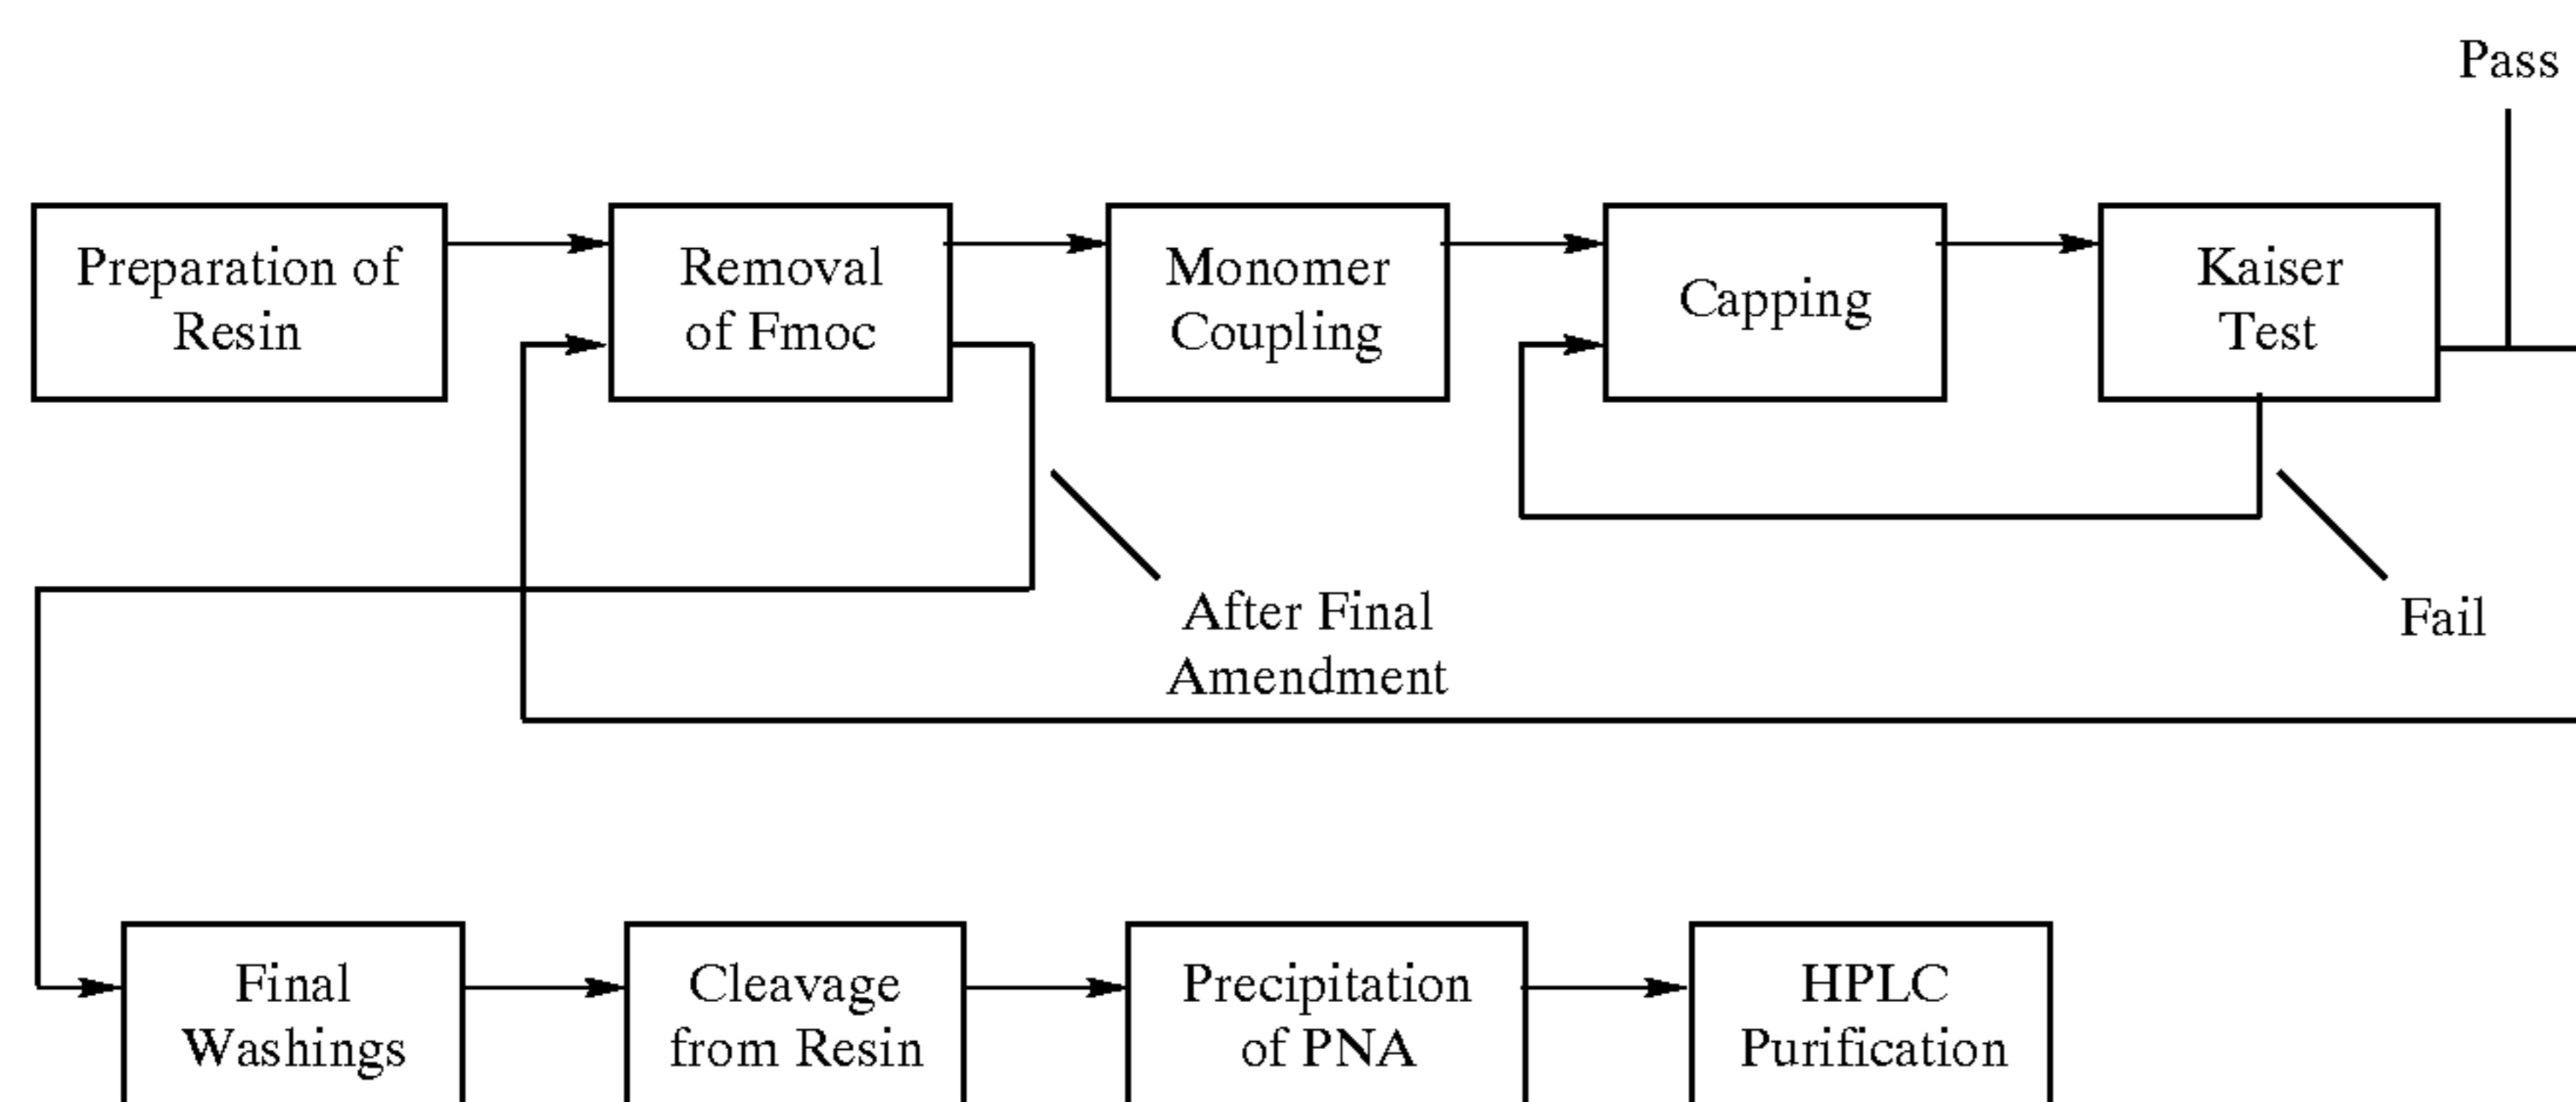 Pass
Preparation of
Resin
Removal
of Fmoc
Monomer
Coupling
Capping
Kaiser
Test
After Final
Amendment
Fail
Final
Washings
Cleavage
from Resin
Precipitation
of PNA
HPLC
Purification